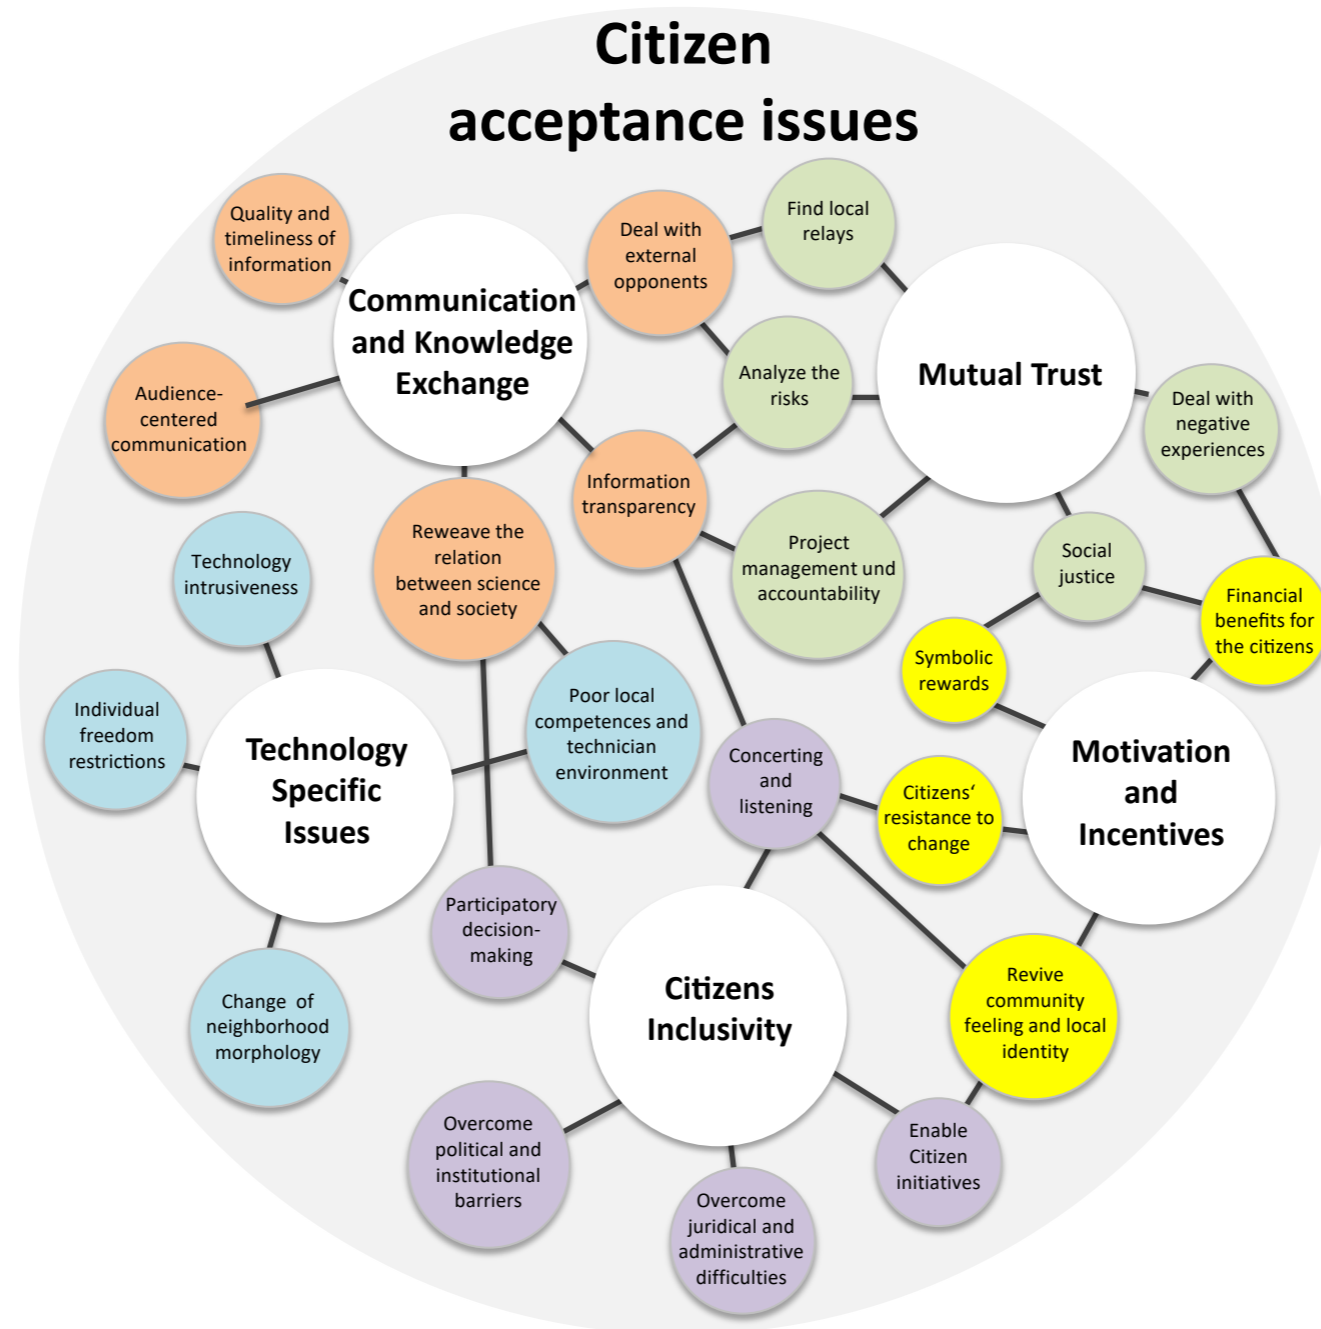 Citizen
acceptance issues
Quality and
timeliness of
information
Deal with
external
opponents
Find local
relays
Communication
and Knowledge
Exchange
Mutual Trust
Analyze the
risks
Audience-
centered
communication
Deal with
negative
experiences
Information
transparency
Reweave the
relation
between science
and society
Project
management und
accountability
Social
justice
Technology
intrusiveness
Financial
benefits for
the citizens
Symbolic
rewards
Individual
freedom
restrictions
Poor local
competences and
technician
environment
Technology
Specific
Issues
Concerting
and
listening
Citizens‘
resistance to
change
Motivation
and
Incentives
Participatory
decision-
making
Citizens
Inclusivity
Revive
community
feeling and local
identity
Change of
neighborhood
morphology
Overcome
political and
institutional
barriers
Enable
Citizen
initiatives
Overcome
juridical and
administrative
difficulties